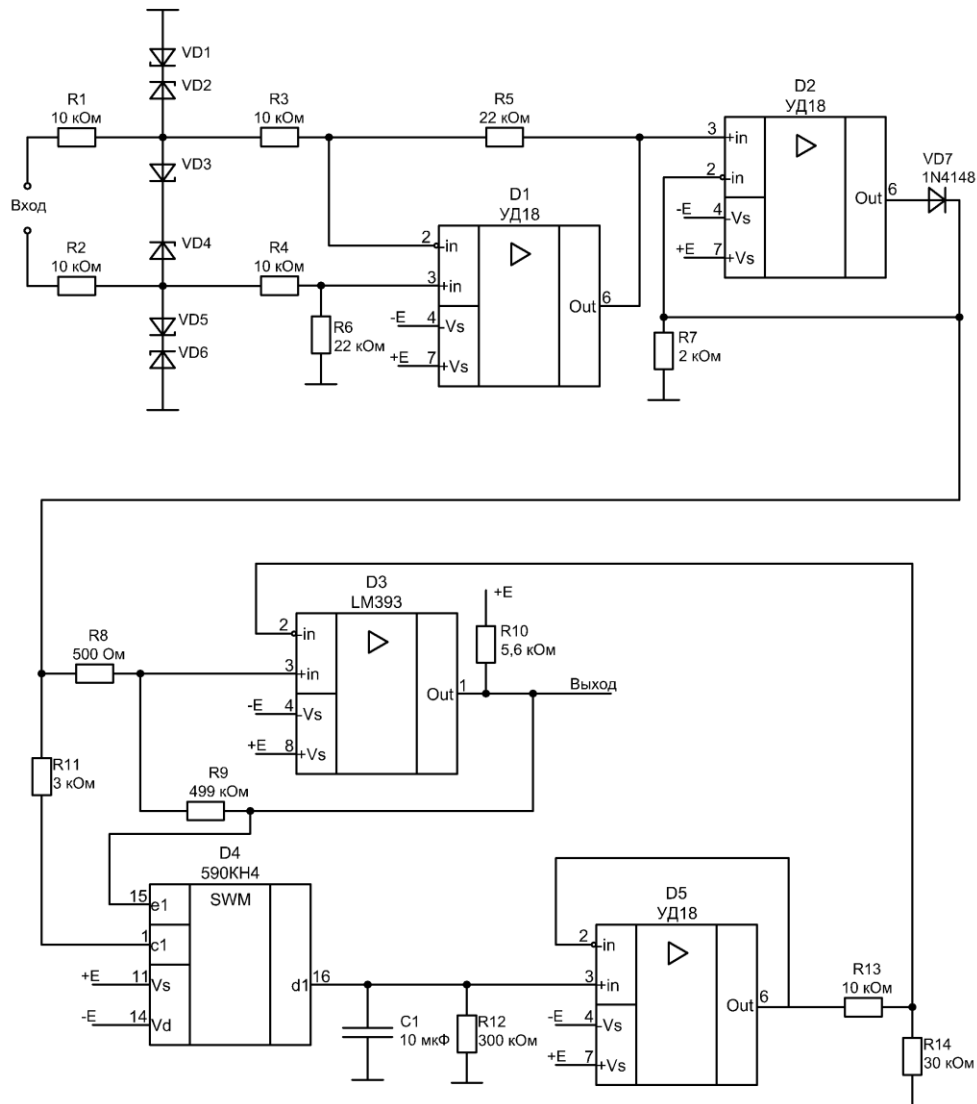 VD1
VD2
R1
10 кОм
R3
10 кОм
R5
22 кОм
D2
УД18
3
+in
2
-in
-E
4
-Vs
+E
7
+Vs
Out
6
VD7
1N4148
VD3
Вход
VD4
R2
10 кОм
R4
10 кОм
D1
УД18
2
-in
3
+in
-E
4
-Vs
+E
7
+Vs
Out
6
R6
22 кОм
VD5
VD6
R7
2 кОм
D3
LM393
2
-in
3
+in
-E
4
-Vs
+E
8
+Vs
Out
1
+E
R10
5,6 кОм
Выход
R8
500 Ом
R11
3 кОм
R9
499 кОм
D4
590КН4
SWM
15
e1
1
c1
+E
11
Vs
-E
14
Vd
d1
16
C1
10 мкФ
R12
300 кОм
D5
УД18
2
-in
3
+in
-E
4
-Vs
+E
7
+Vs
Out
6
R13
10 кОм
R14
30 кОм